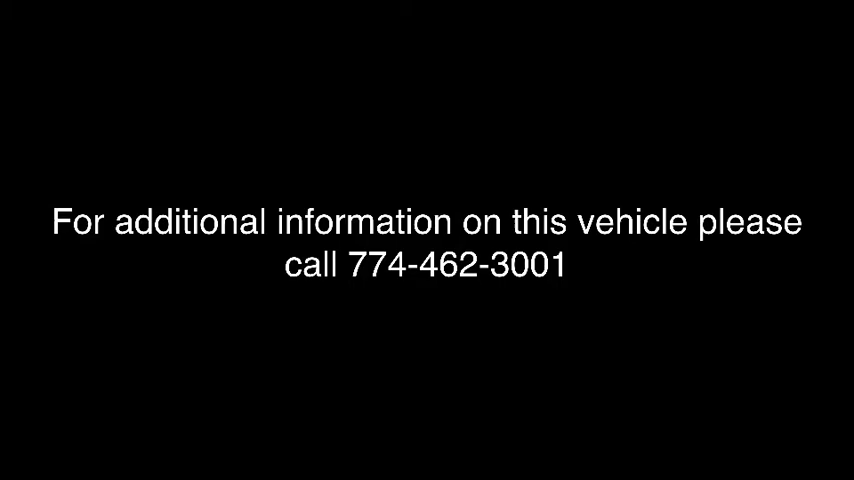 For additional information on this vehicle please
call 774-462-3001